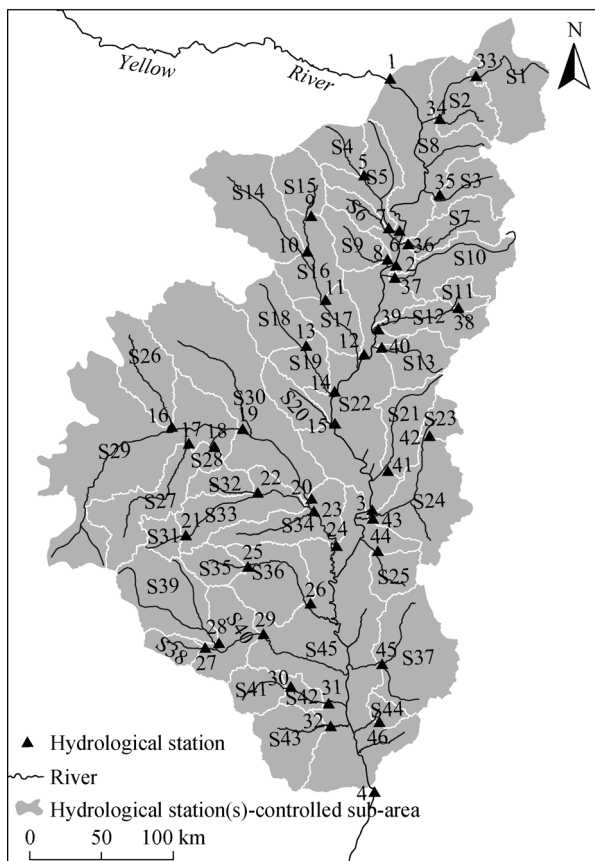 1
33
N
Yellow
River
S1
S2
34
S8
S4
5
S5
35
S3
S15
S14
9
S6
7
S7
6
36
10
S9
8
2
S10
S16
37
11
S11
S17
S12
38
39
S18
13
12
40
S13
S19
S26
14
S22
S30
S20
S21
16
19
15
S23
17
18
42
S29
S28
41
S27
S32
22
20
3
S24
S33
23
43
S34
21
24
S31
44
25
S35
S36
S25
S39
26
28
S40
29
S38
27
S45
45
S37
30
S41
31
S42
S44
32
S43
46
4
Hydrological station
River
Hydrological station(s)-controlled sub-area
0 50 100 km